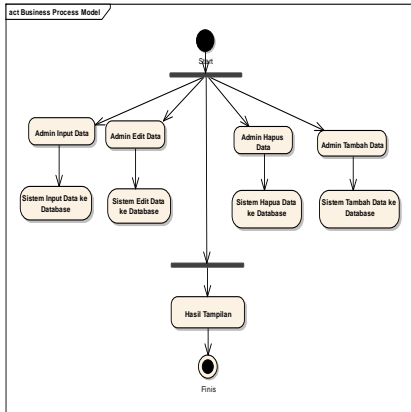 act Business Process Model
Start
Admin Input Data
Admin Edit Data
Admin Hapus
Data
Admin Tambah Data
Sistem Input Data ke
Database
Sistem Edit Data
ke Database
Sistem Hapua Data
ke Database
Sistem Tambah Data ke
Database
Hasil Tampilan
Finis